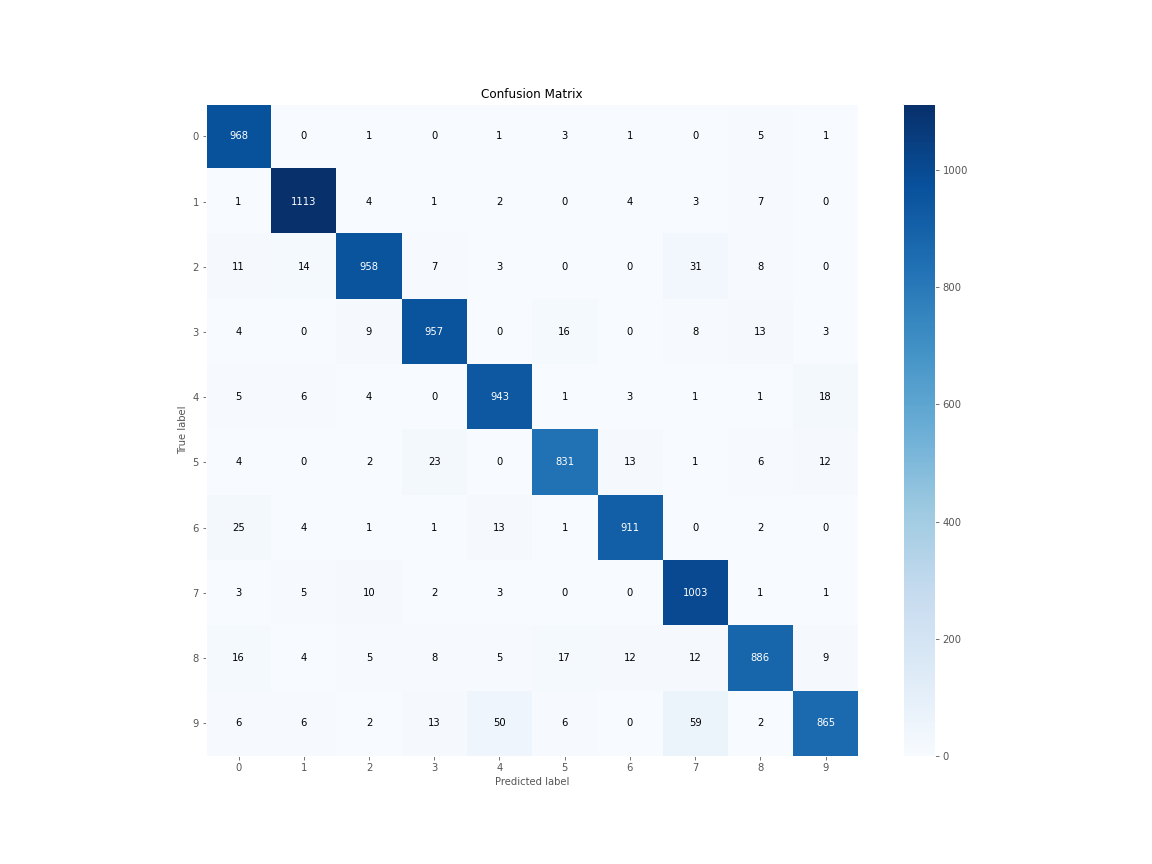 Confusion Matrix
0 968 0 1 0 1 3 1 0 5 1
1 1 1113 4 1 2 0 4 3 7 0
2 11 14 958 7 3 0 0 31 8 0
3 4 0 9 957 0 16 0 8 13 3
4 5 6 4 0 943 1 3 1 1 18
5 4 0 2 23 0 831 13 1 6 12
6 25 4 1 1 13 1 911 0 2 0
7 3 5 10 2 3 0 0 1003 1 1
8 16 4 5 8 5 17 12 12 886 9
9 6 6 2 13 50 6 0 59 2 865
0 1 2 3 4 5 6 7 8 9
Predicted label
True label
1000
800
600
400
200
0